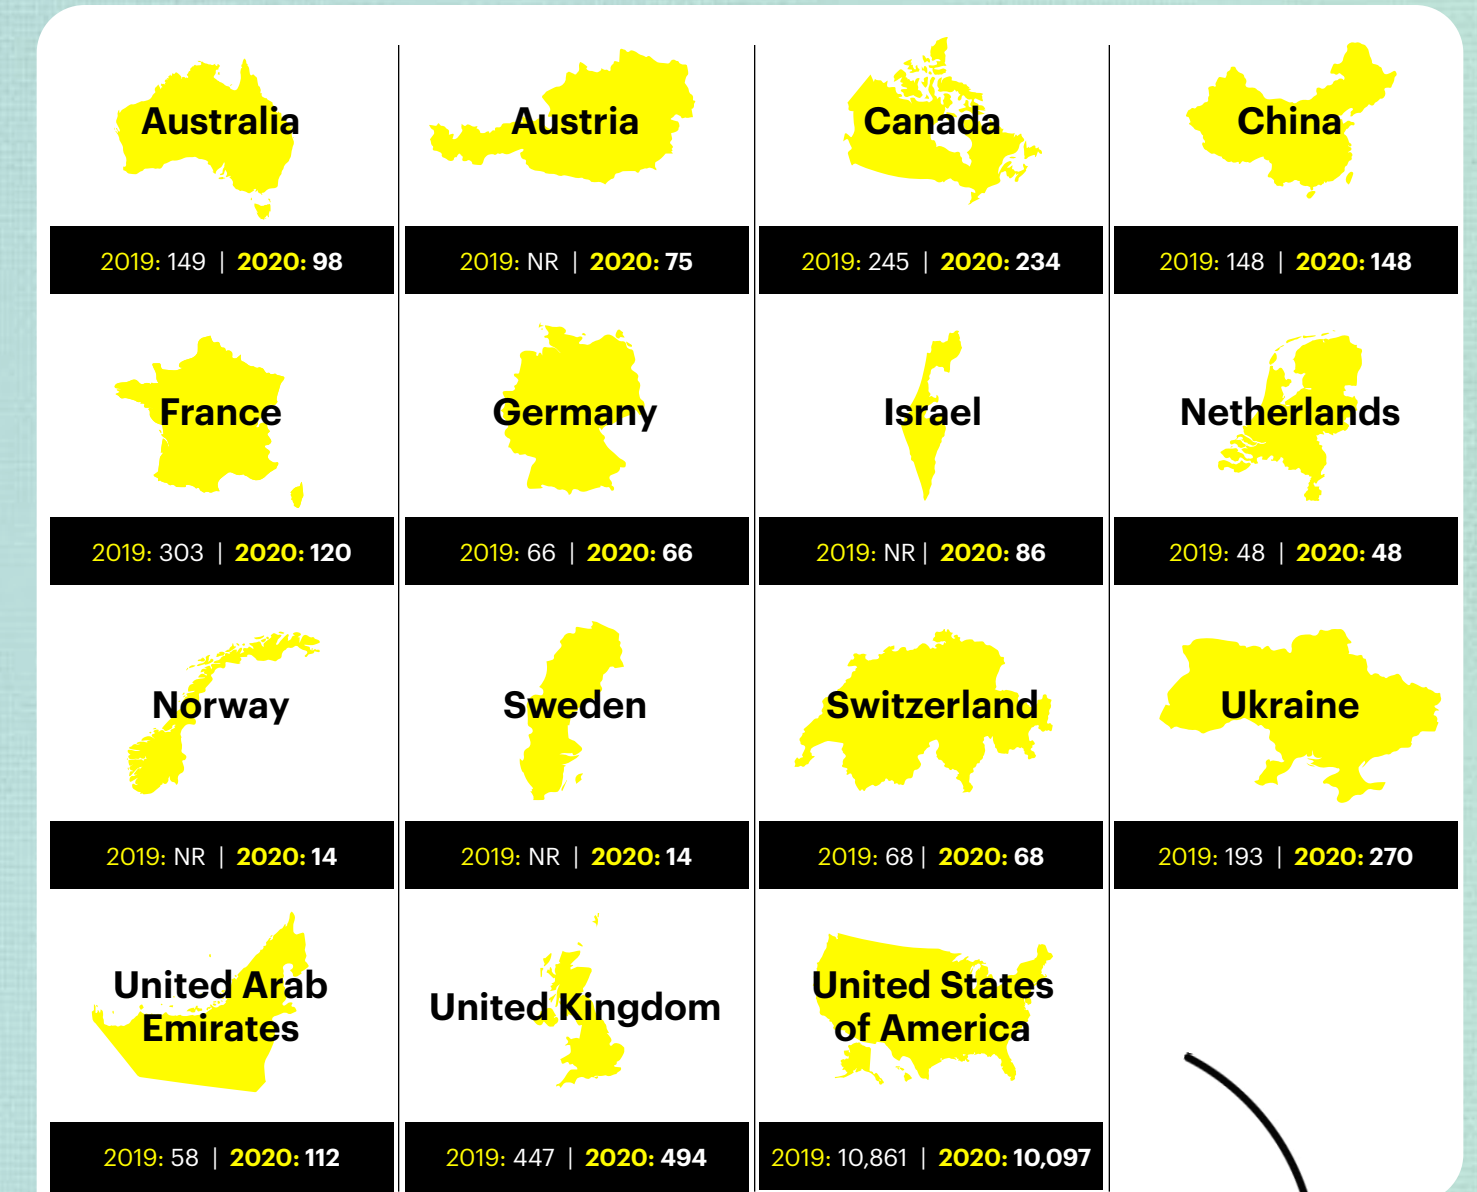 Australia
2019: 149 | 2020: 98
Austria
2019: NR | 2020: 75
Canada
2019: 245 | 2020: 234
China
2019: 148 | 2020: 148
France
2019: 303 | 2020: 120
Germany
2019: 66 | 2020: 66
Israel
2019: NR | 2020: 86
Netherlands
2019: 48 | 2020: 48
Norway
2019: NR | 2020: 14
Sweden
2019: NR | 2020: 14
Switzerland
2019: 68 | 2020: 68
Ukraine
2019: 193 | 2020: 270
United Arab
Emirates
2019: 58 | 2020: 112
United Kingdom
2019: 447 | 2020: 494
United States
of America
2019: 10,861 | 2020: 10,097